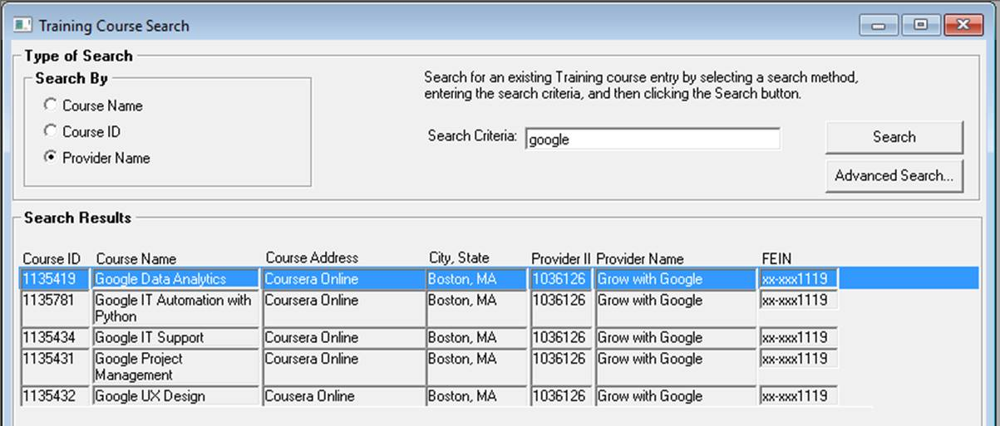 Training Course Search
Type of Search
Search By
Course Name
Course ID
Provider Name
Search for an existing Training course entry by selecting a search method,
entering the search criteria, and then clicking the Search button.
Search Criteria: google
Search
Advanced Search...
Search Results
Course ID Course Name Course Address City, State Provider II Provider Name FEIN
1135419 Google Data Analytics Coursera Online Boston, MA 1036126 Grow with Google xx-xxx1119
1135781 Google IT Automation with Coursera Online Boston, MA 1036126 Grow with Google xx-xxx1119
Python
1135434 Google IT Support Coursera Online Boston, MA 1036126 Grow with Google xx-xxx1119
1135431 Google Project Coursera Online Boston, MA 1036126 Grow with Google xx-xxx1119
Management
1135432 Google UX Design Cousera Online Boston, MA 1036126 Grow with Google xx-xxx1119